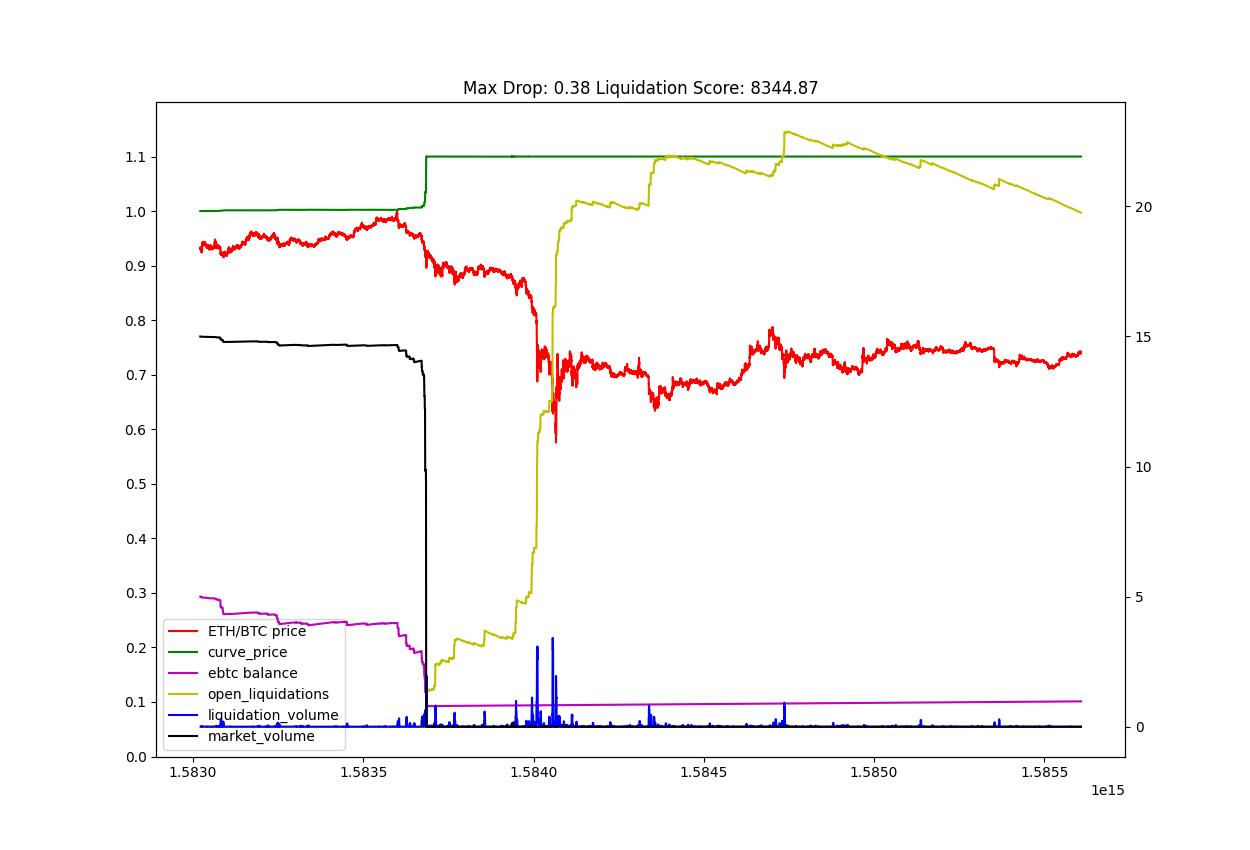 Max Drop: 0.38 Liquidation Score: 8344.87
1.1
1.0
0.9
0.8
0.7
0.6
0.5
0.4
0.3
0.2
0.1
0.0
20
15
10
5
0
ETH/BTC price
curve_price
ebtc balance
open_liquidations
liquidation_volume
market_volume
1.5830 1.5835 1.5840 1.5845 1.5850 1.5855
1e15